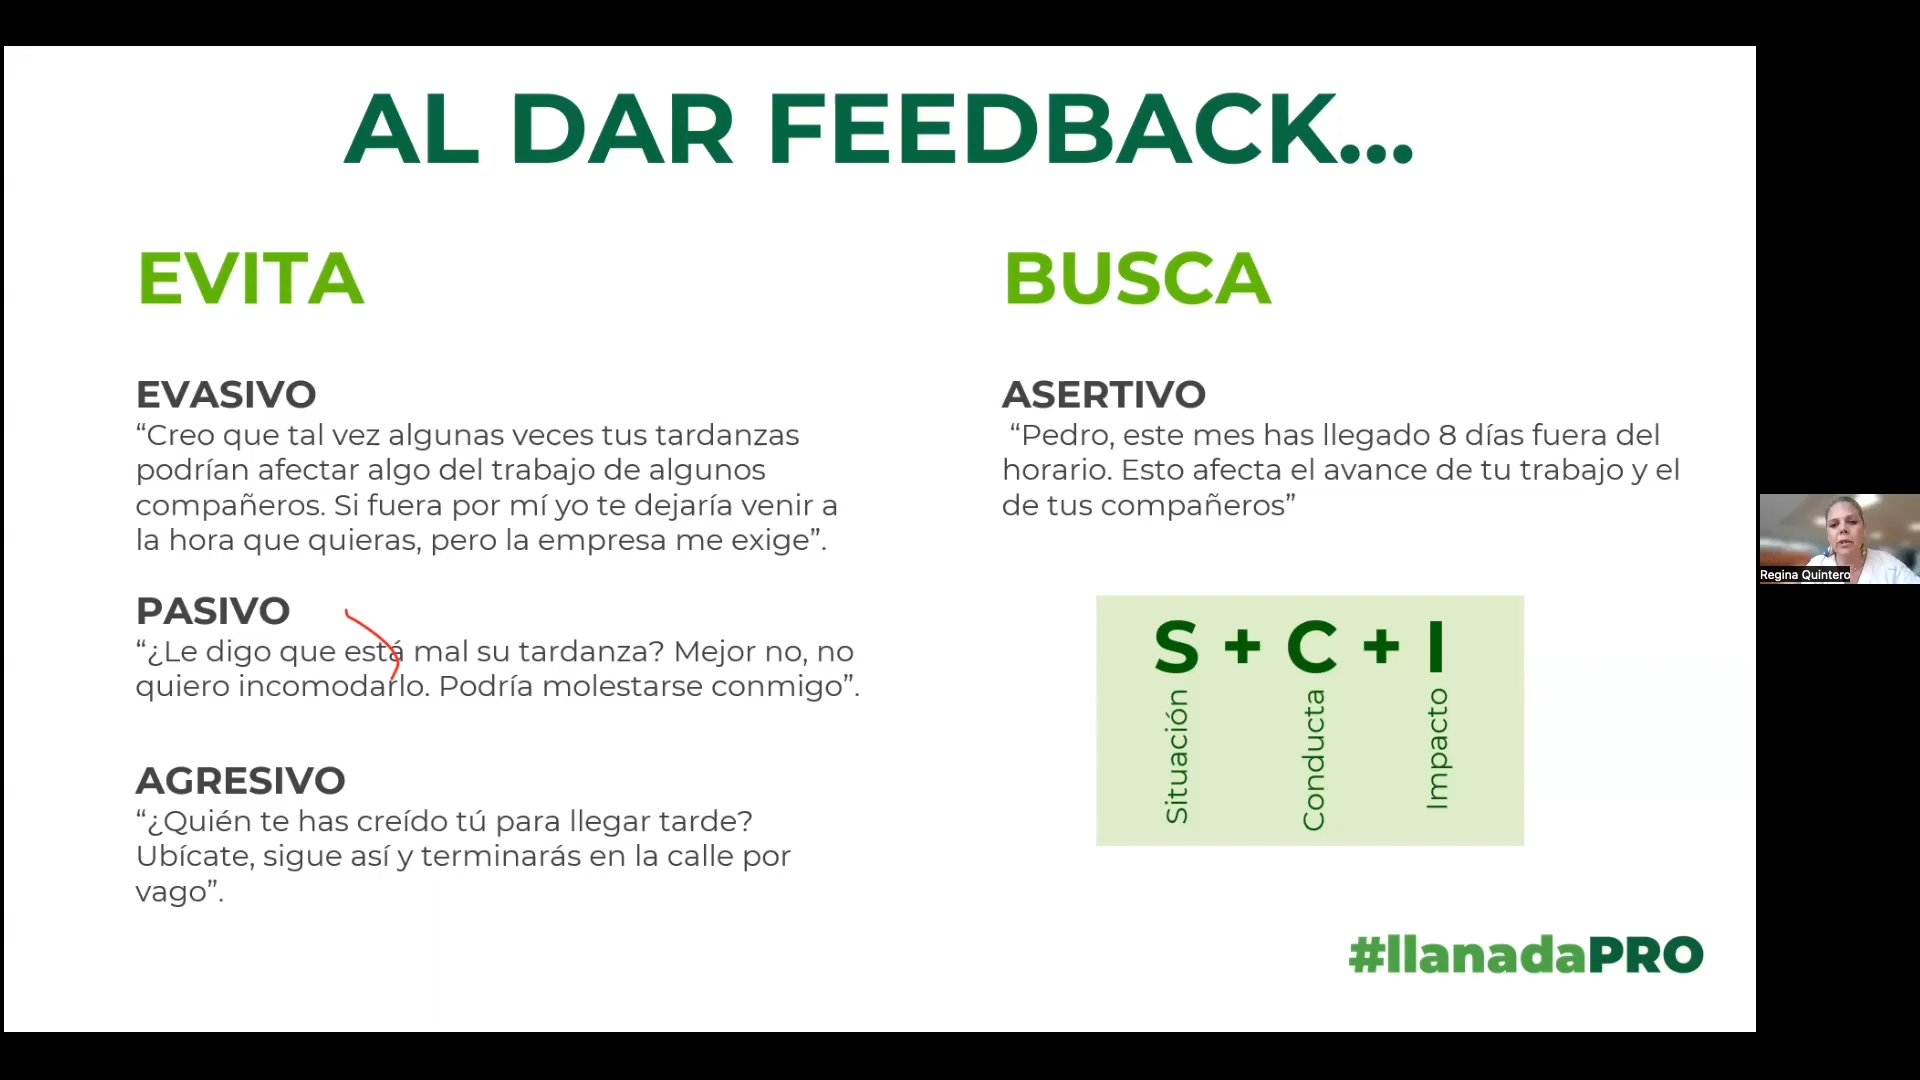 AL DAR FEEDBACK...
EVITA
EVASIVO
“Creo que tal vez algunas veces tus tardanzas
podrían afectar algo del trabajo de algunos
compañeros. Si fuera por mí yo te dejaría venir a
la hora que quieras, pero la empresa me exige”.
PASIVO
“¿Le digo que está mal su tardanza? Mejor no, no
quiero incomodarlo. Podría molestarse conmigo”.
AGRESIVO
“¿Quién te has creído tú para llegar tarde?
Ubícate, sigue así y terminarás en la calle por
vago”.
BUSCA
ASERTIVO
“Pedro, este mes has llegado 8 días fuera del
horario. Esto afecta el avance de tu trabajo y el
de tus compañeros”
S + C + I
Situación
Conducta
Impacto
#llanadaPRO
Regina Quintero